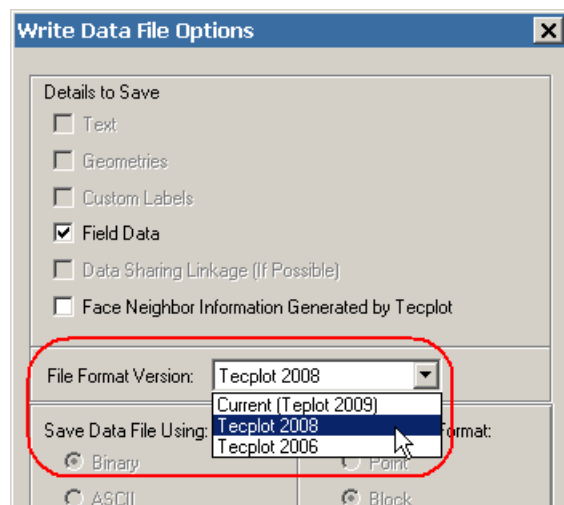 Write Data File Options
Details to Save
Text
Geometries
Custom Labels
Field Data
Data Sharing Linkage (If Possible)
Face Neighbor Information Generated by Tecplot
File Format Version: Tecplot 2008
Current (Teplot 2009)
Tecplot 2008
Tecplot 2006
Save Data File Using: Format:
Binary Point
ASCII Block